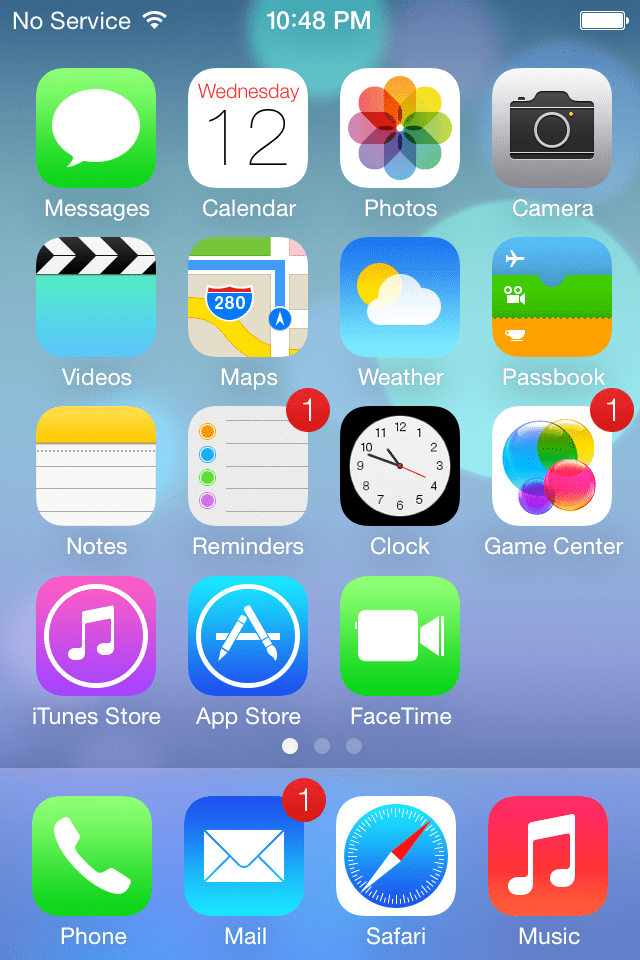 No Service 10:48 PM
Wednesday
12
Messages Calendar Photos Camera
280
Videos Maps Weather Passbook
1 1
12
11 1
10 2
9 3
8 4
7 5
6
Notes Reminders Clock Game Center
iTunes Store App Store FaceTime
1
Phone Mail Safari Music